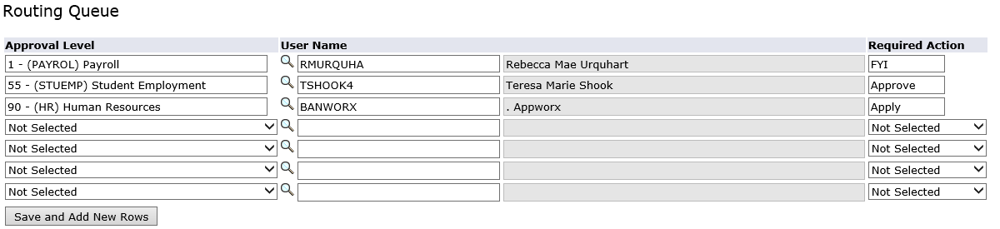 Routing Queue
Approval Level User Name Required Action
1 - (PAYROL) Payroll RMURQUHA Rebecca Mae Urquhart FYI
55 - (STUEMP) Student Employment TSHOOK4 Teresa Marie Shook Approve
90 - (HR) Human Resources BANWORX . Appworx Apply
Not Selected Not Selected
Not Selected Not Selected
Not Selected Not Selected
Not Selected Not Selected
Save and Add New Rows